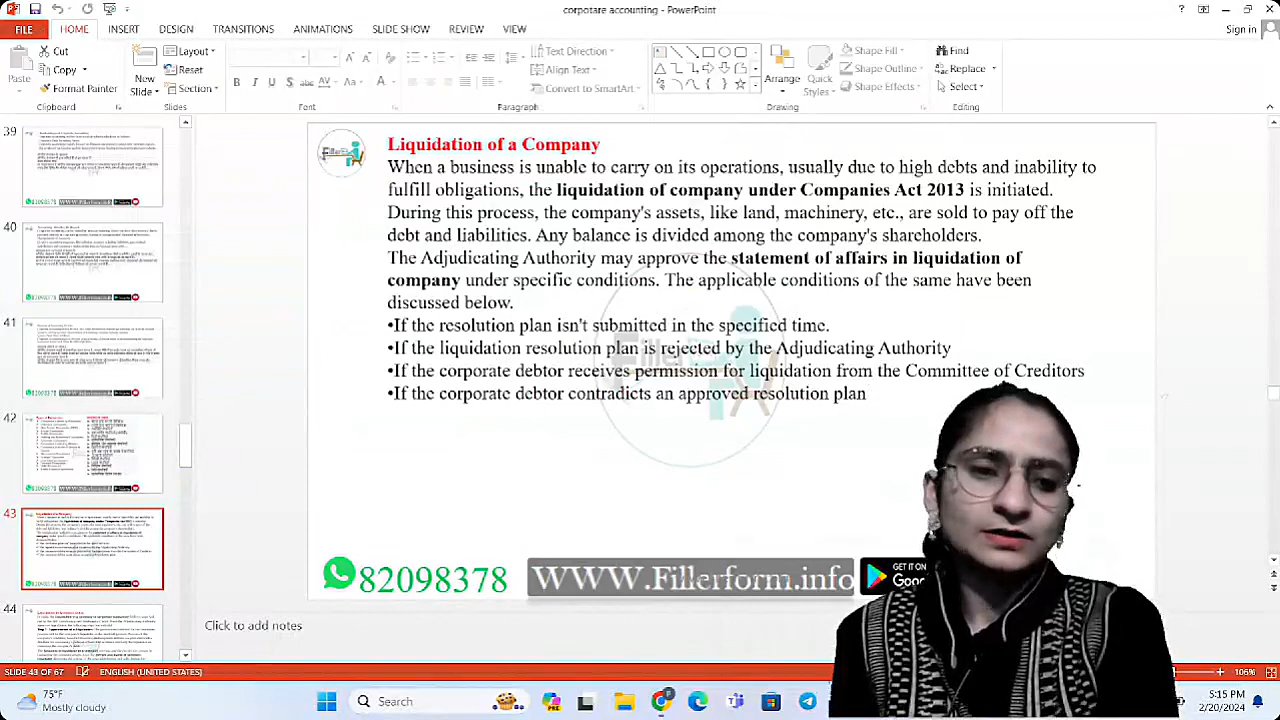 corpotare accounting - PowerPoint
FILE HOME INSERT DESIGN TRANSITIONS ANIMATIONS SLIDE SHOW REVIEW VIEW Sign in
Paste Cut Copy Format Painter
Clipboard
New Slide Layout Reset Section
Slides
Font
Text Direction Align Text Convert to SmartArt
Paragraph
Arrange Quick Styles Shape Fill Shape Outline Shape Effects
Drawing
Find Replace Select
Editing
39
40
41
42
43
44
Liquidation of a Company
When a business is unable to carry on its operations, usually due to high debts and inability to
fulfill obligations, the liquidation of company under Companies Act 2013 is initiated.
During this process, the company's assets, like land, machinery, etc., are sold to pay off the
debt and liabilities. Any balance is divided among the company's shareholders.
The Adjudicating Authority may approve the statement of affairs in liquidation of
company under specific conditions. The applicable conditions of the same have been
discussed below.
•If the resolution plan isn't submitted in the specified time
•If the liquidation resolution plan is rejected by the Adjudicating Authority
•If the corporate debtor receives permission for liquidation from the Committee of Creditors
•If the corporate debtor contradicts an approved resolution plan
82098378 WWW.Fillerform.info GET IT ON
Click to add notes
SLIDE 43 OF 67 ENGLISH (UNITED STATES) 106%
75°F
Mostly cloudy
Search
5:15 PM
2/20/2024